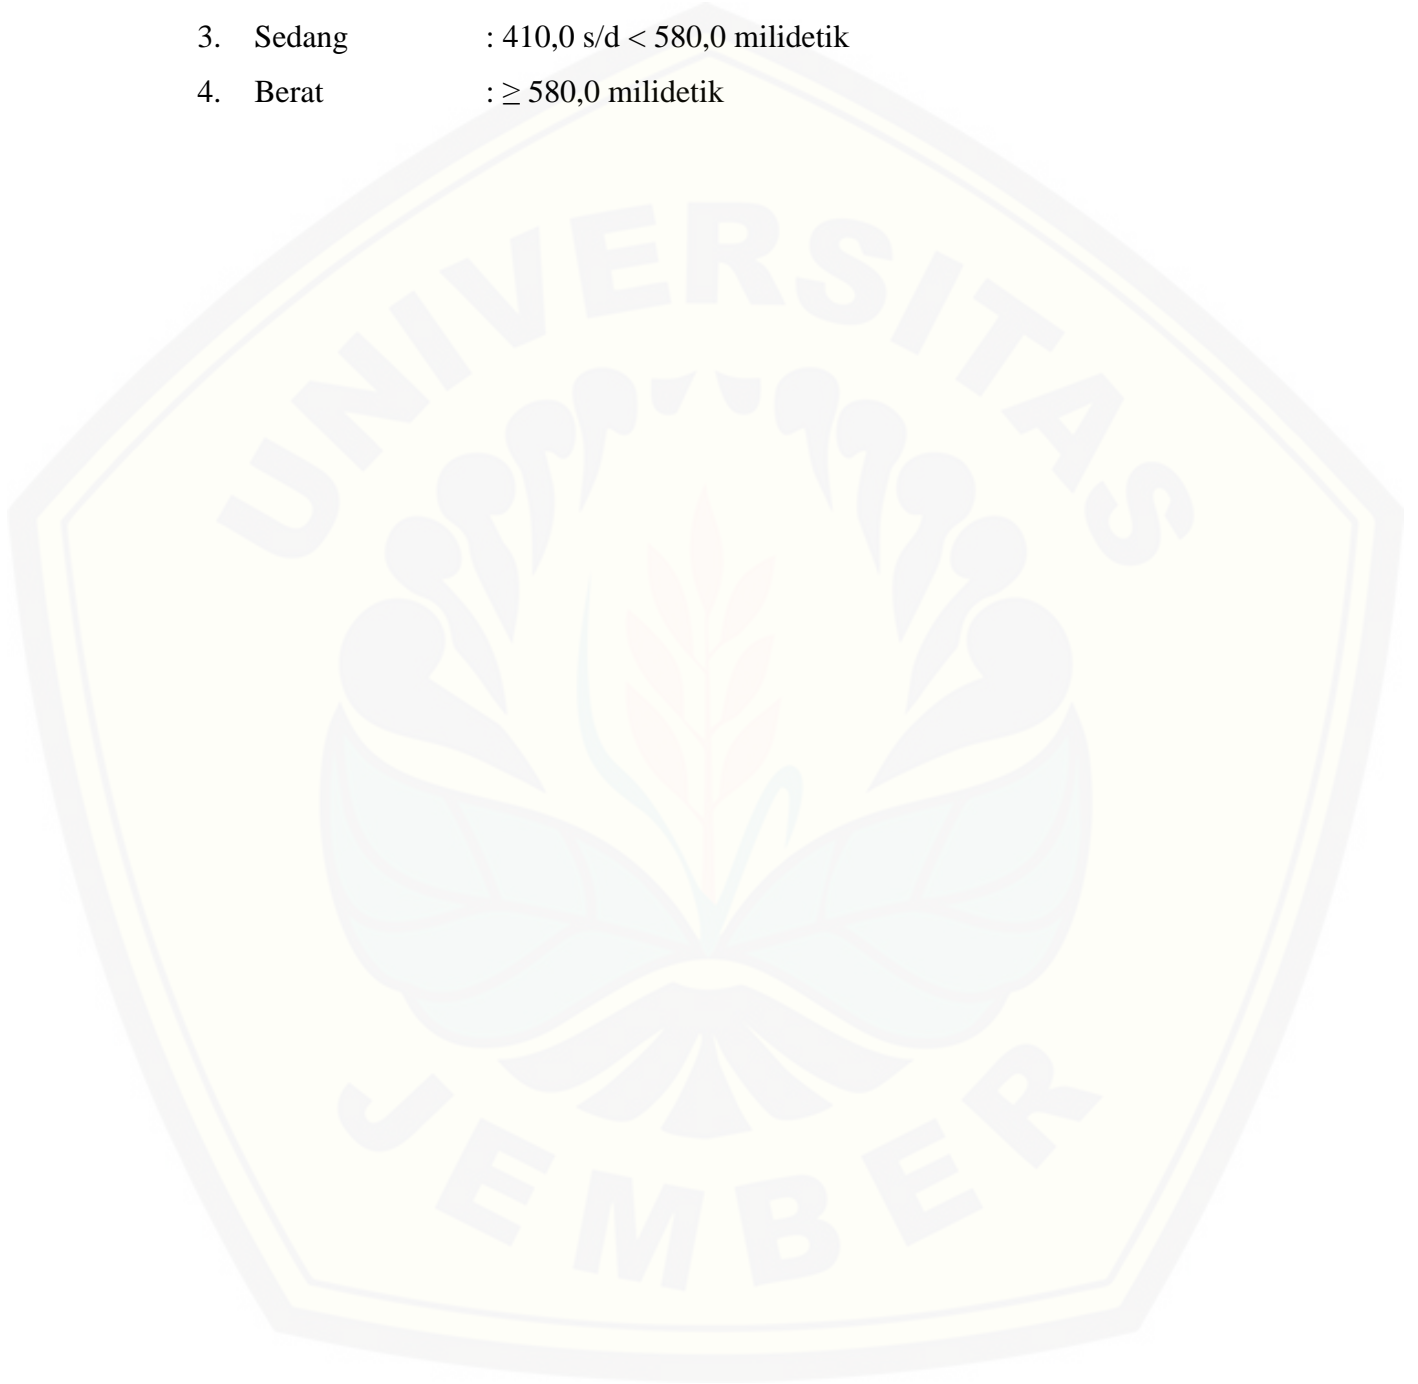 3. Sedang : 410,0 s/d < 580,0 milidetik
4. Berat : ≥ 580,0 milidetik
UNIVERSITAS
JEMBER